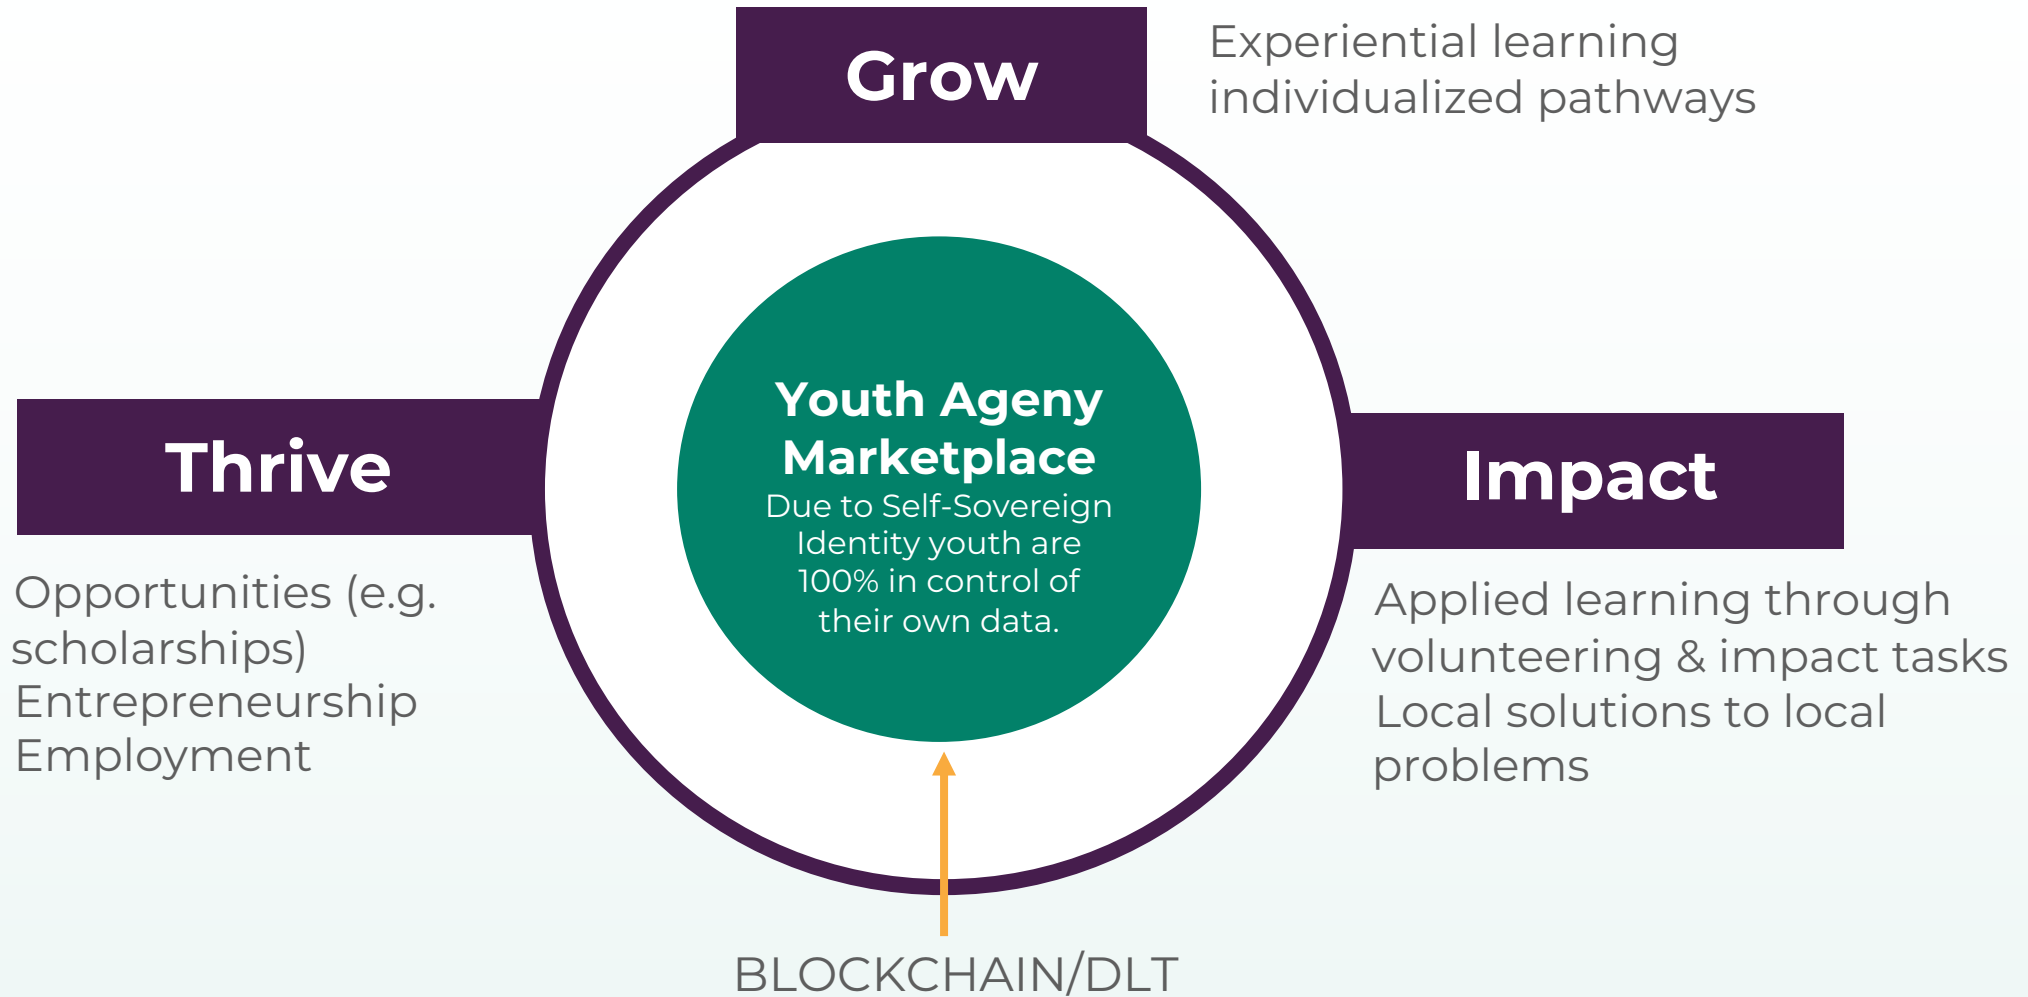 Grow
Experiential learning
individualized pathways
Thrive
Opportunities (e.g.
scholarships)
Entrepreneurship
Employment
Youth Ageny
Marketplace
Due to Self-Sovereign
Identity youth are
100% in control of
their own data.
Impact
Applied learning through
volunteering & impact tasks
Local solutions to local
problems
BLOCKCHAIN/DLT